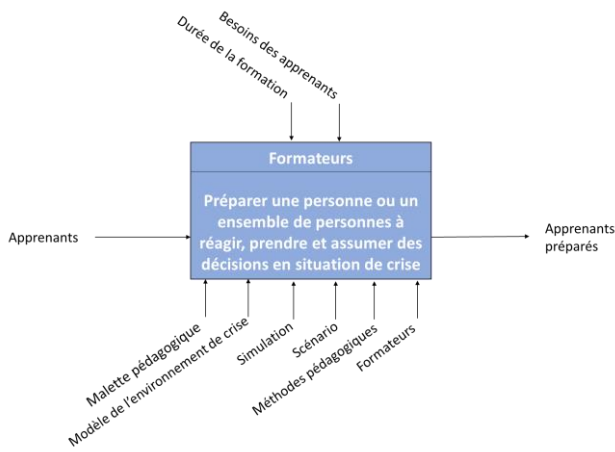 Durée de la formation
Besoins des apprenants
Formateurs
Préparer une personne ou un
ensemble de personnes à
réagir, prendre et assumer des
décisions en situation de crise
Apprenants
Apprenants
préparés
Malette pédagogique
Modèle de l'environnement de crise
Simulation
Scénario
Méthodes pédagogiques
Formateurs